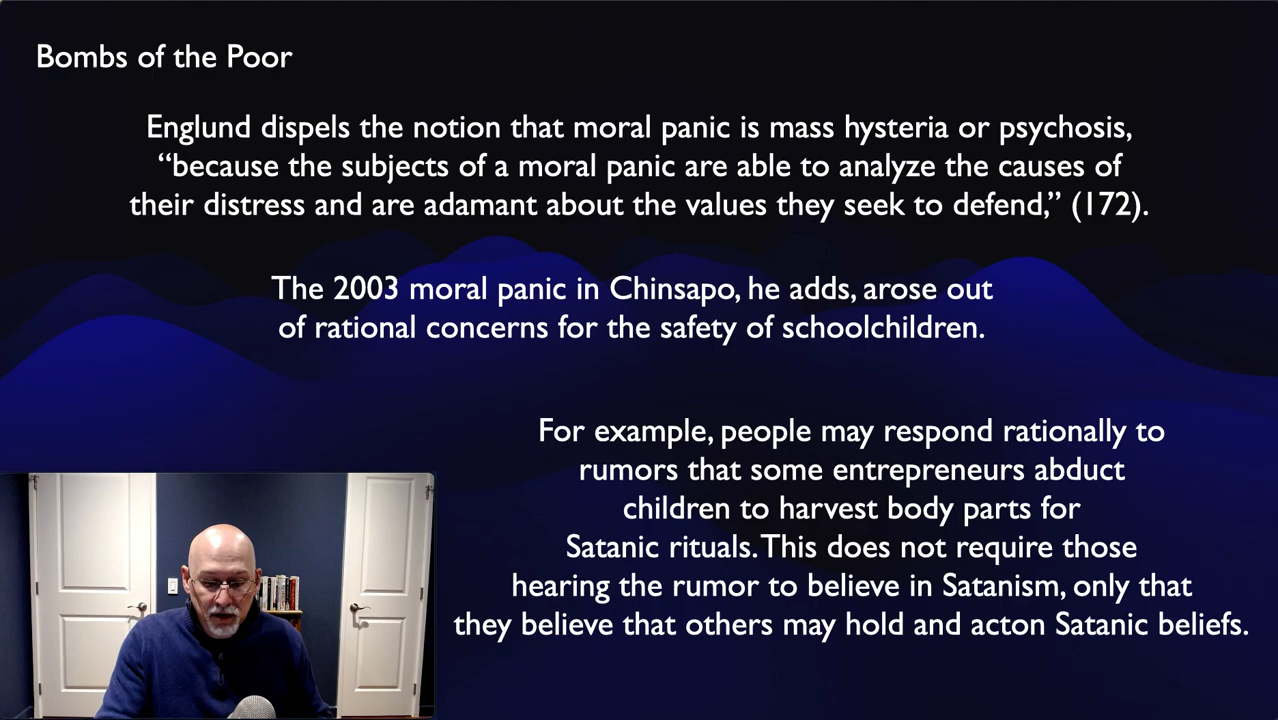 Bombs of the Poor
Englund dispels the notion that moral panic is mass hysteria or psychosis,
“because the subjects of a moral panic are able to analyze the causes of
their distress and are adamant about the values they seek to defend,” (172).
The 2003 moral panic in Chinsapo, he adds, arose out
of rational concerns for the safety of schoolchildren.
For example, people may respond rationally to
rumors that some entrepreneurs abduct
children to harvest body parts for
Satanic rituals. This does not require those
hearing the rumor to believe in Satanism, only that
they believe that others may hold and acton Satanic beliefs.